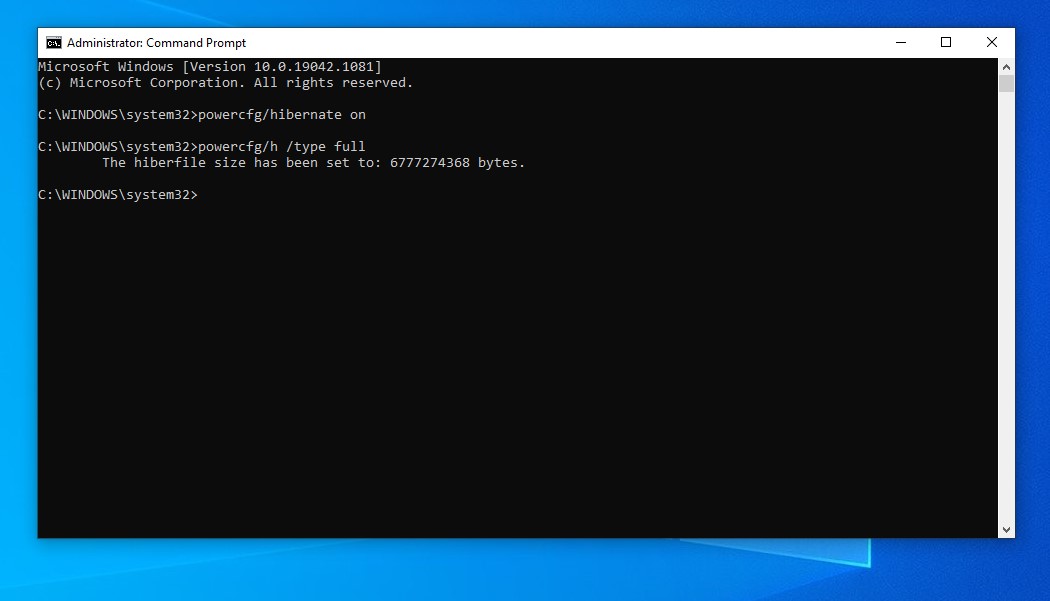 Administrator: Command Prompt
Microsoft Windows [Version 10.0.19042.1081]
(c) Microsoft Corporation. All rights reserved.
C:\WINDOWS\system32>powercfg/hibernate on
C:\WINDOWS\system32>powercfg/h /type full
The hiberfile size has been set to: 6777274368 bytes.
C:\WINDOWS\system32>